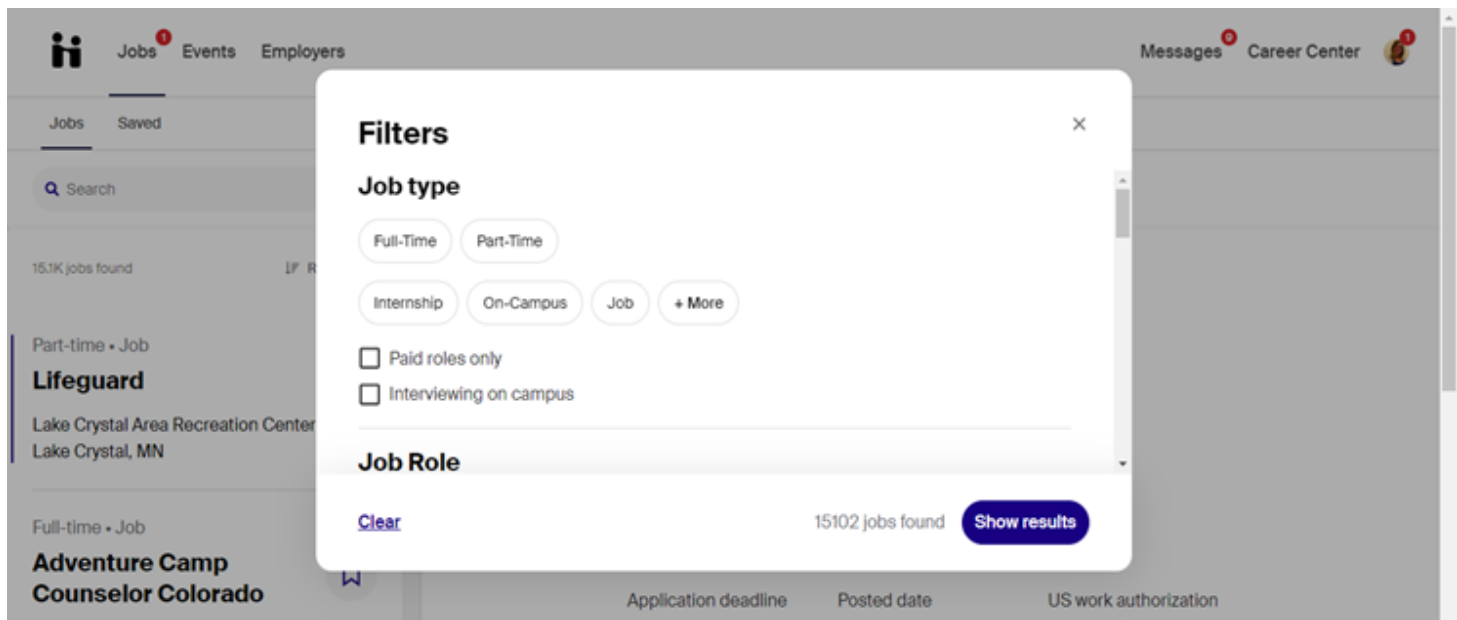 Jobs 1 Events Employers Messages Career Center 1
Jobs Saved
Search
15.1K jobs found
Part-time • Job
Lifeguard
Lake Crystal Area Recreation Center
Lake Crystal, MN
Full-time • Job
Adventure Camp
Counselor Colorado
Filters
Job type
Full-Time Part-Time
Internship On-Campus Job + More
Paid roles only
Interviewing on campus
Job Role
Clear 15102 jobs found Show results
Application deadline Posted date US work authorization